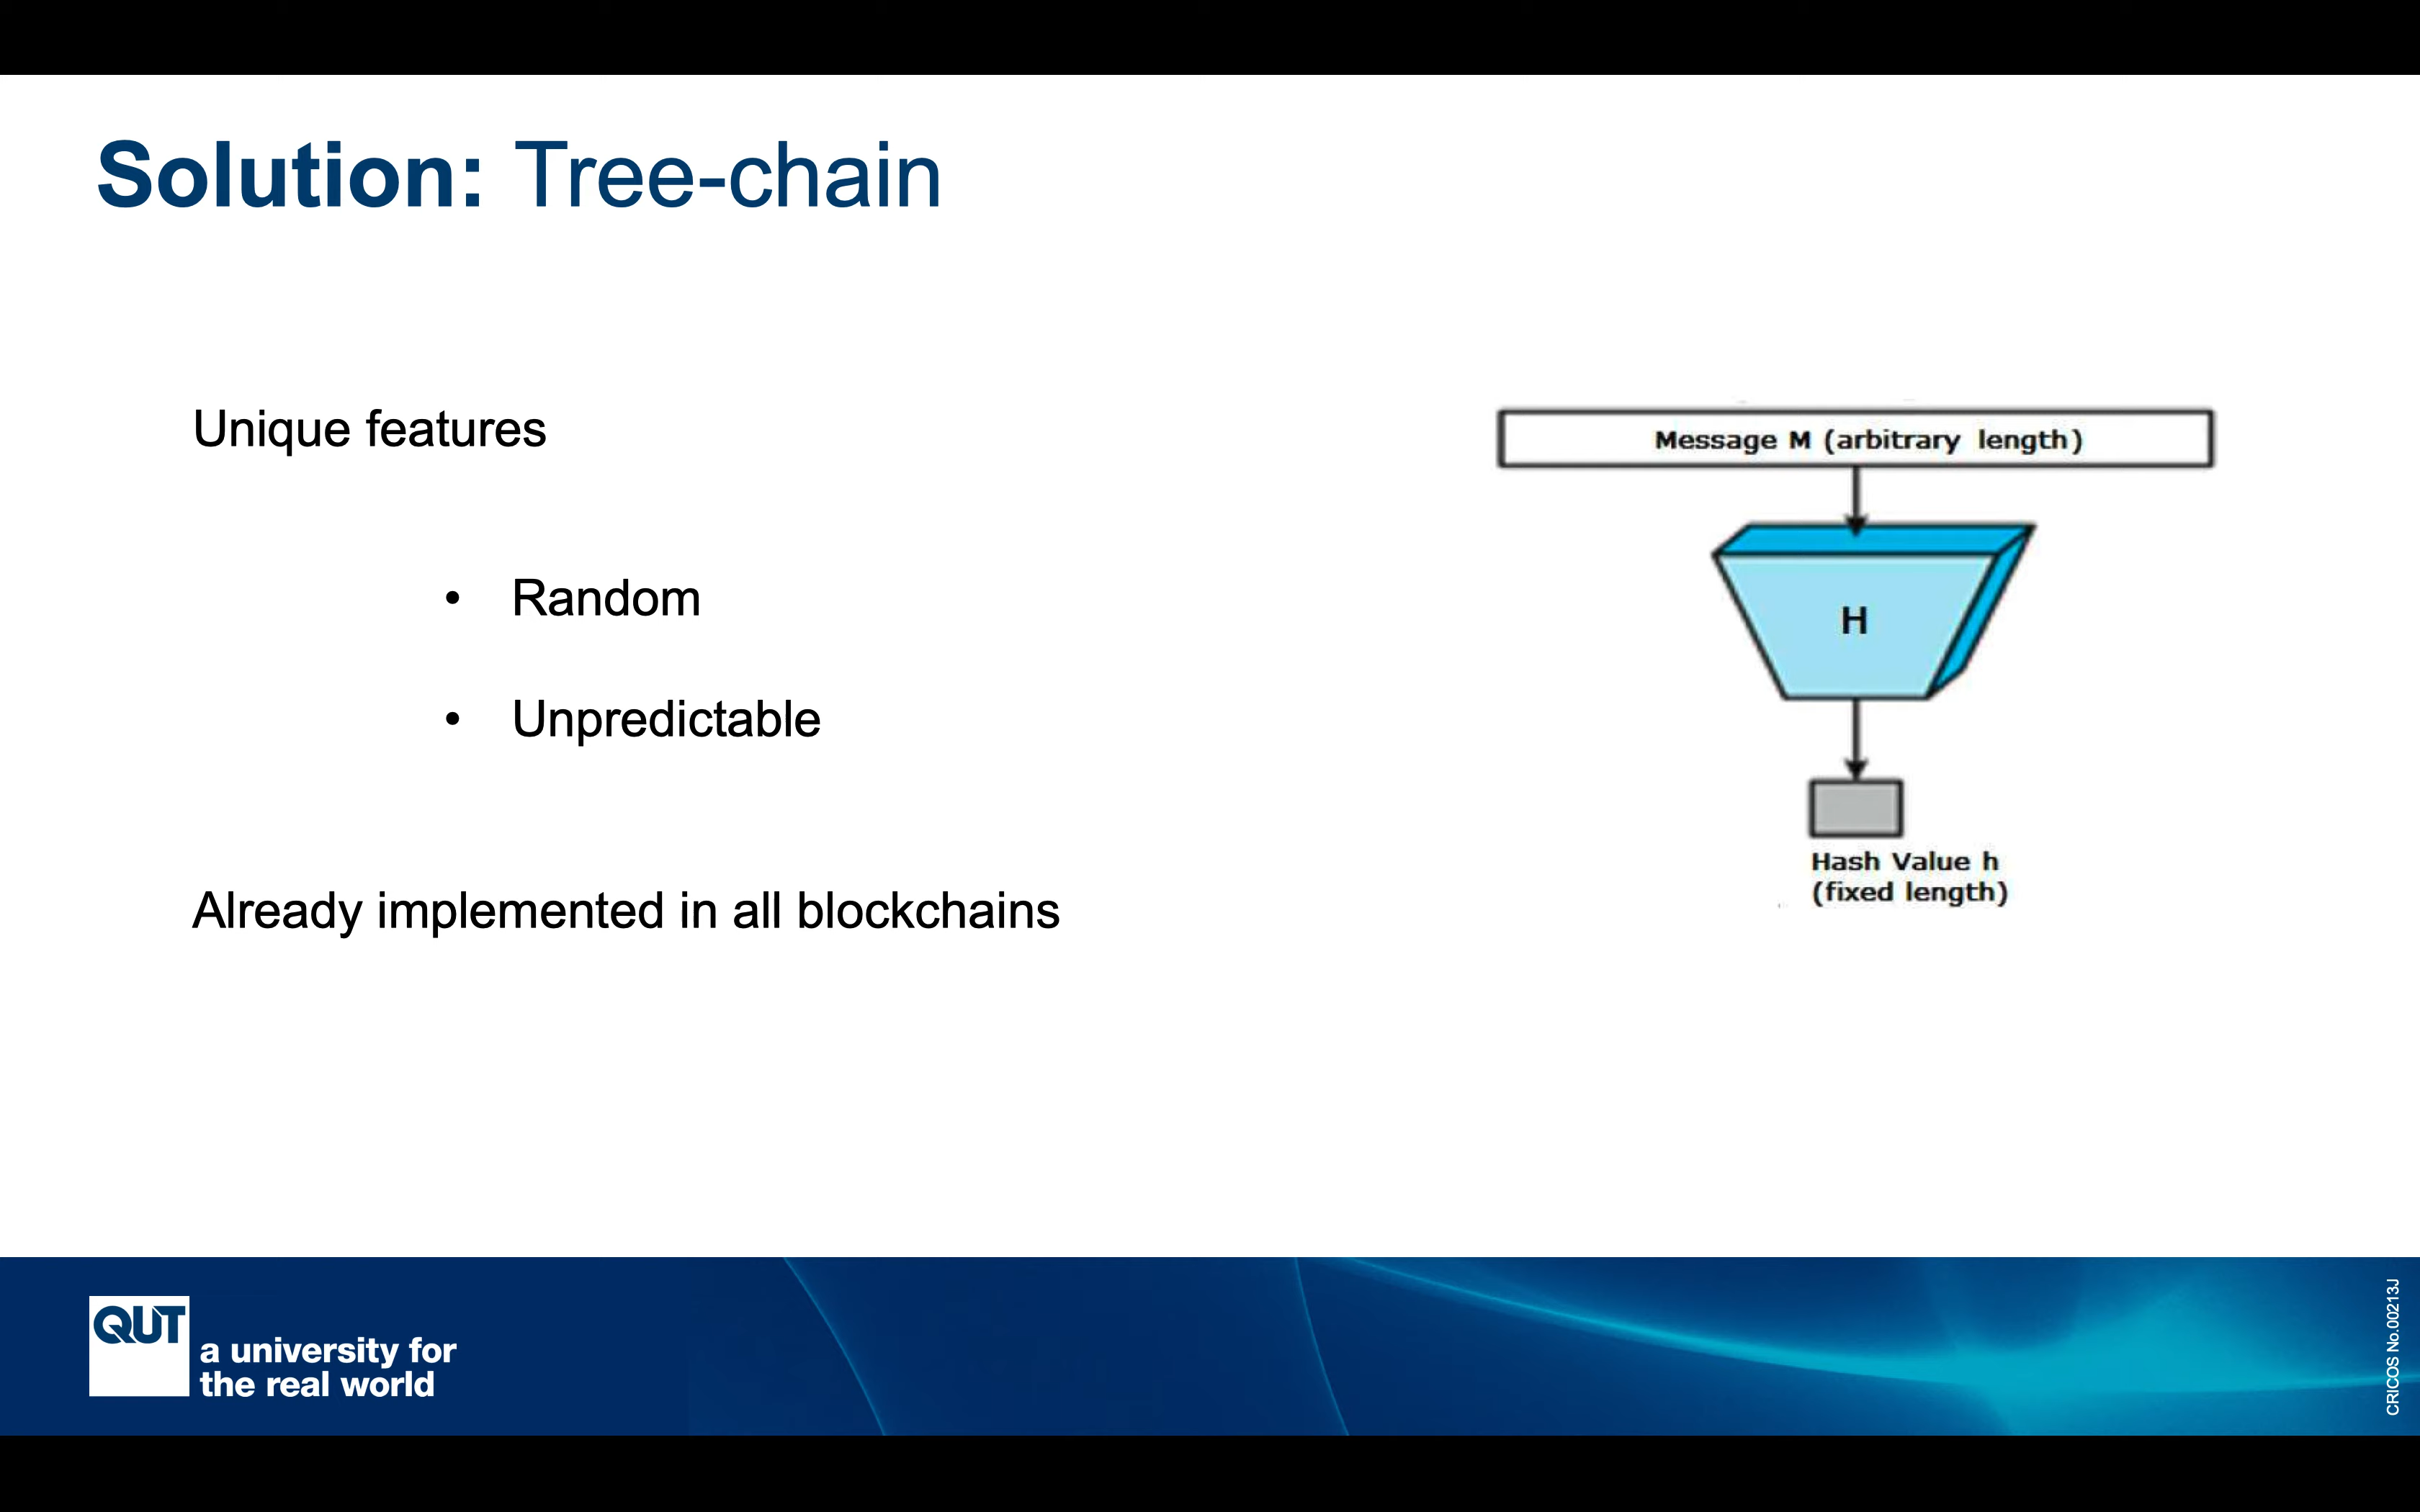 Solution: Tree-chain
Unique features
• Random
• Unpredictable
Already implemented in all blockchains
Message M (arbitrary length)
H
Hash Value h
(fixed length)
QUT
a university for
the real world
CRICOS No.00213J